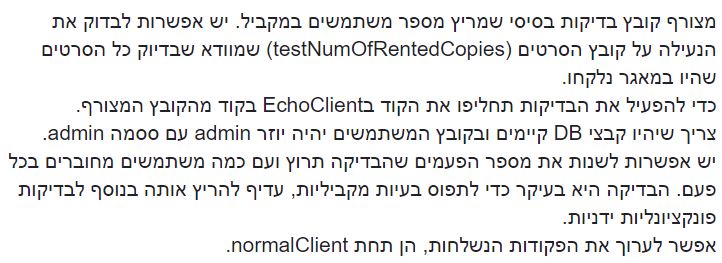 מצורף קובץ בדיקות בסיסי שמריץ מספר משתמשים במקביל. יש אפשרות לבדוק את
הנעילה על קובץ הסרטים (testNumOfRentedCopies) שמוודא שבדיוק כל הסרטים
שהיו במאגר נלקחו.
כדי להפעיל את הבדיקות תחליפו את הקוד בEchoClient בקוד מהקובץ המצורף.
צריך שיהיו קבצי DB קיימים ובקובץ המשתמשים יהיה יוזר admin עם סומה admin.
יש אפשרות לשנות את מספר הפעמים שהבדיקה תרוץ ועם כמה משתמשים מחוברים בכל
פעם. הבדיקה היא בעיקר כדי לתפוס בעיות מקביליות, עדיף להריץ אותה בנוסף לבדיקות
פונקציונליות ידניות.
אפשר לערוך את הפקודות הנשלחות, הן תחת normalClient.